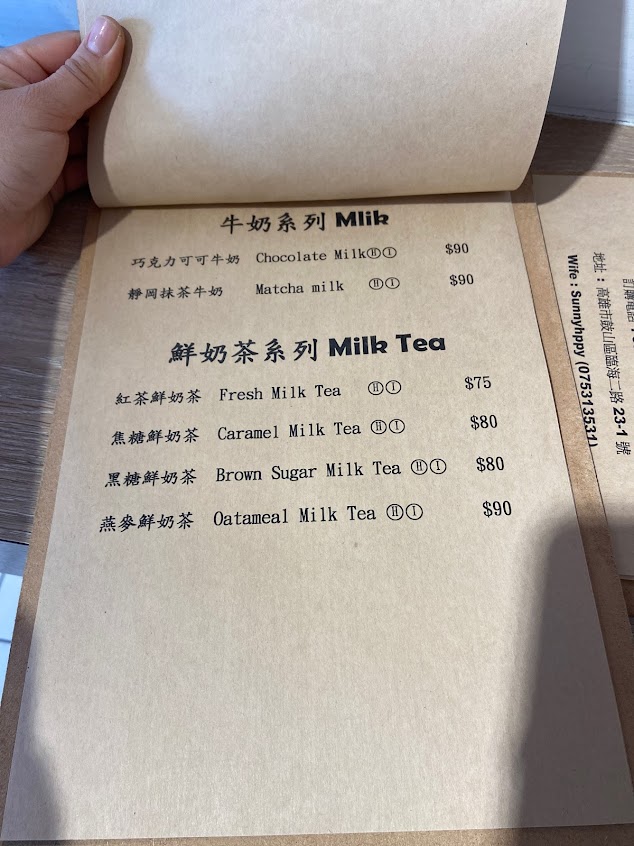 牛奶系列 Mlik
巧克力可可牛奶 Chocolate MilkⒽⒾ $90
靜岡抹茶牛奶 Matcha milk ⒽⒾ $90
鮮奶茶系列 Milk Tea
紅茶鮮奶茶 Fresh Milk Tea ⒽⒾ $75
焦糖鮮奶茶 Caramel Milk Tea ⒽⒾ $80
黑糖鮮奶茶 Brown Sugar Milk Tea ⒽⒾ $80
燕麥鮮奶茶 Oatameal Milk Tea ⒽⒾ $90
地址：高雄市鼓山區臨海二路 23-1 號
Wife : Sunnyhppy (075313531)